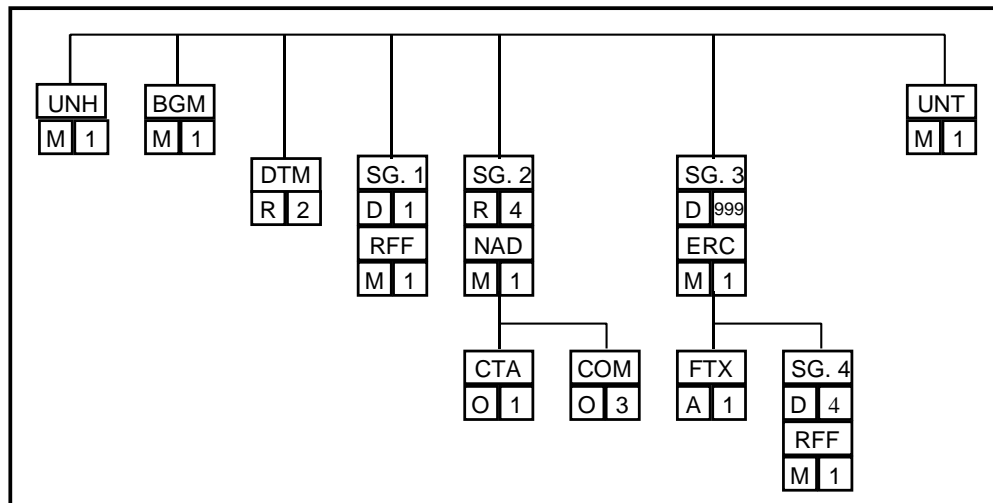 UNH BGM UNT
M 1 M 1 M 1
DTM SG. 1 SG. 2 SG. 3
R 2 D 1 R 4 D 999
RFF NAD ERC
M 1 M 1 M 1
CTA COM FTX SG. 4
O 1 O 3 A 1 D 4
RFF
M 1